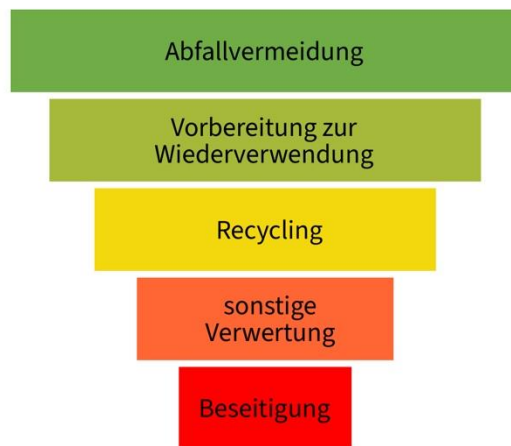 Abfallvermeidung
Vorbereitung zur
Wiederverwendung
Recycling
sonstige
Verwertung
Beseitigung